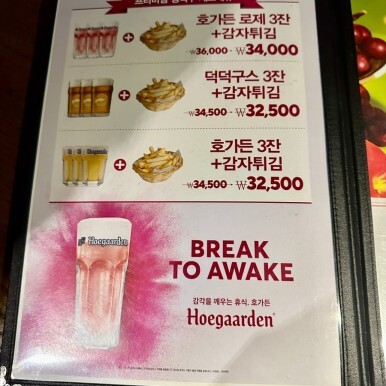 호가든 로제 3잔
+감자튀김
₩36,000→₩34,000
덕덕구스 3잔
+감자튀김
₩34,500→₩32,500
호가든 3잔
+감자튀김
₩34,500→₩32,500
Hoegaarden
BREAK
TO AWAKE
감각을 깨우는 휴식. 호가든
Hoegaarden®